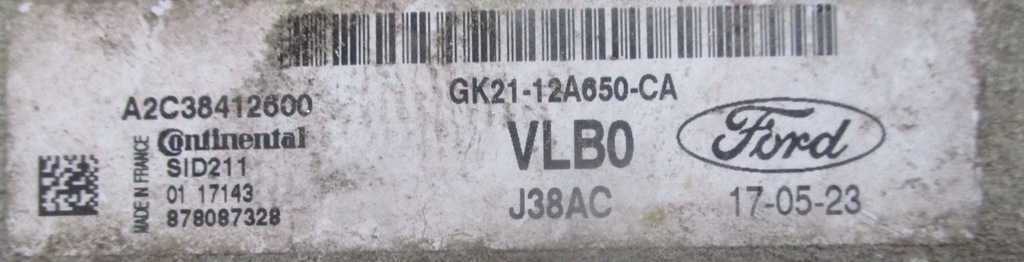 GK21-12A650-CA
A2C38412600
Continental
SID211
01 17143
878087328
MADE IN FRANCE
VLB0
J38AC
Ford
17-05-23